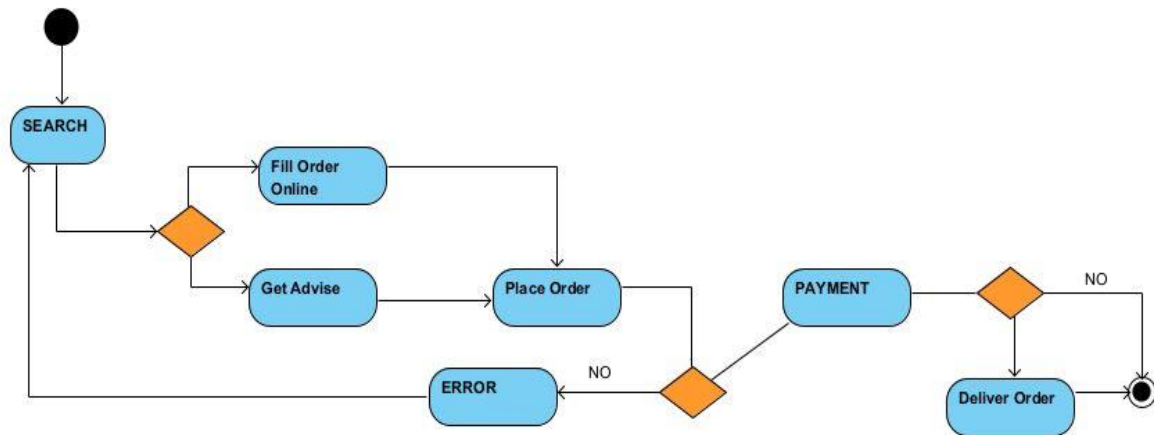 SEARCH
Fill Order
Online
Get Advise
Place Order
PAYMENT
NO
ERROR
NO
Deliver Order